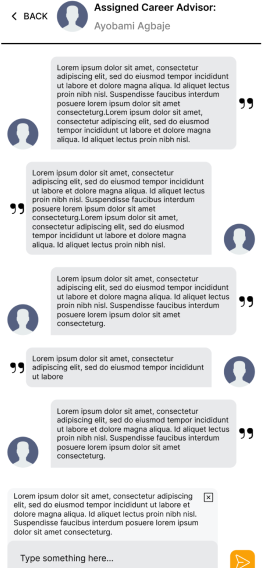 BACK
Assigned Career Advisor:
Ayobami Agbaje
Lorem ipsum dolor sit amet, consectetur
adipiscing elit, sed do eiusmod tempor incididunt
ut labore et dolore magna aliqua. Id aliquet lectus
proin nibh nisl. Suspendisse faucibus interdum
posuere lorem ipsum dolor sit amet
consecteturg.Lorem ipsum dolor sit amet,
consectetur adipiscing elit, sed do eiusmod
tempor incididunt ut labore et dolore magna
aliqua. Id aliquet lectus proin nibh nisl.
Lorem ipsum dolor sit amet, consectetur
adipiscing elit, sed do eiusmod tempor incididunt
ut labore et dolore magna aliqua. Id aliquet lectus
proin nibh nisl. Suspendisse faucibus interdum
posuere lorem ipsum dolor sit amet
consecteturg.Lorem ipsum dolor sit amet,
consectetur adipiscing elit, sed do eiusmod
tempor incididunt ut labore et dolore magna
aliqua. Id aliquet lectus proin nibh nisl.
Lorem ipsum dolor sit amet, consectetur
adipiscing elit, sed do eiusmod tempor incididunt
ut labore et dolore magna aliqua. Id aliquet lectus
proin nibh nisl. Suspendisse faucibus interdum
posuere lorem ipsum dolor sit amet
consecteturg.
Lorem ipsum dolor sit amet, consectetur
adipiscing elit, sed do eiusmod tempor incididunt
ut labore
Lorem ipsum dolor sit amet, consectetur
adipiscing elit, sed do eiusmod tempor incididunt
ut labore et dolore magna aliqua. Id aliquet lectus
proin nibh nisl. Suspendisse faucibus interdum
posuere lorem ipsum dolor sit amet
consecteturg.
Lorem ipsum dolor sit amet, consectetur adipiscing
elit, sed do eiusmod tempor incididunt ut labore et
dolore magna aliqua. Id aliquet lectus proin nibh nisl.
Suspendisse faucibus interdum posuere lorem ipsum
dolor sit amet consecteturg.
Type something here...